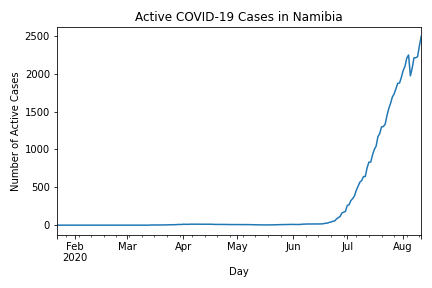 Active COVID-19 Cases in Namibia
Number of Active Cases
2500
2000
1500
1000
500
0
Feb Mar Apr May Jun Jul Aug
2020
Day